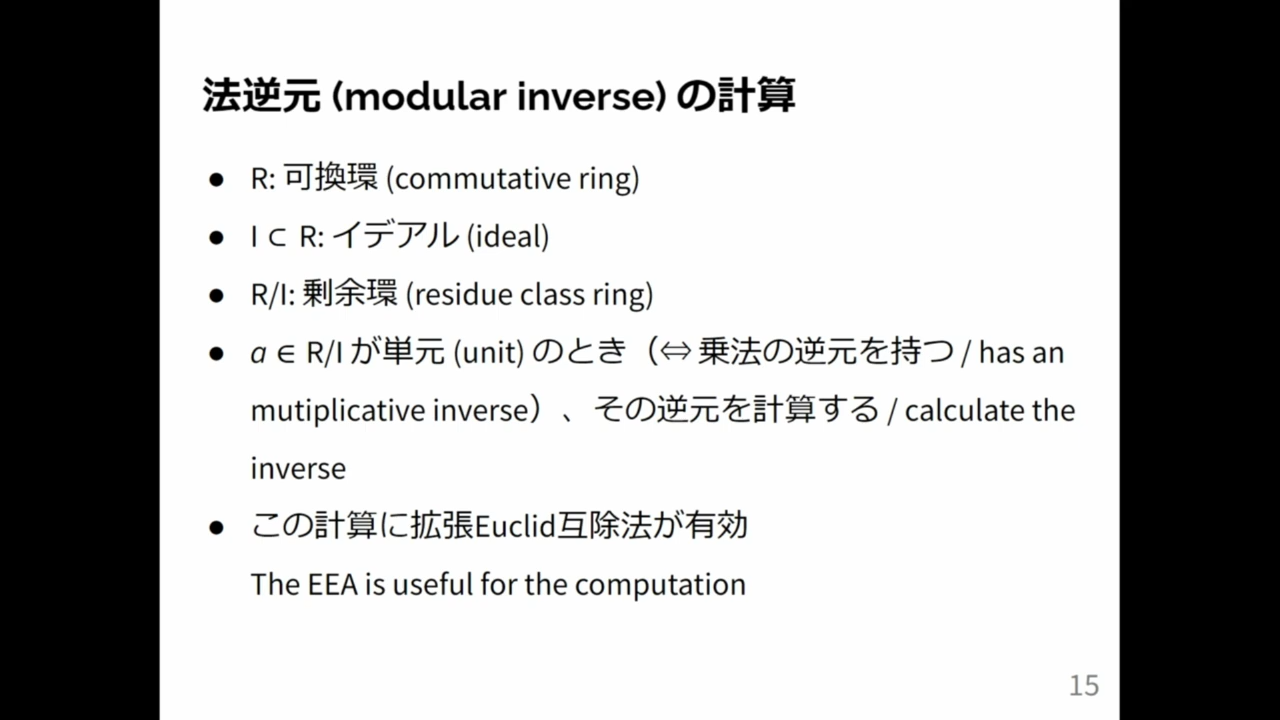 法逆元 (modular inverse) の計算
● R: 可換環 (commutative ring)
● I ⊂ R: イデアル (ideal)
● R/I: 剰余環 (residue class ring)
● a ∈ R/I が単元 (unit) のとき（⇔ 乗法の逆元を持つ / has an
mutiplicative inverse）、その逆元を計算する / calculate the
inverse
● この計算に拡張Euclid互除法が有効
The EEA is useful for the computation
15